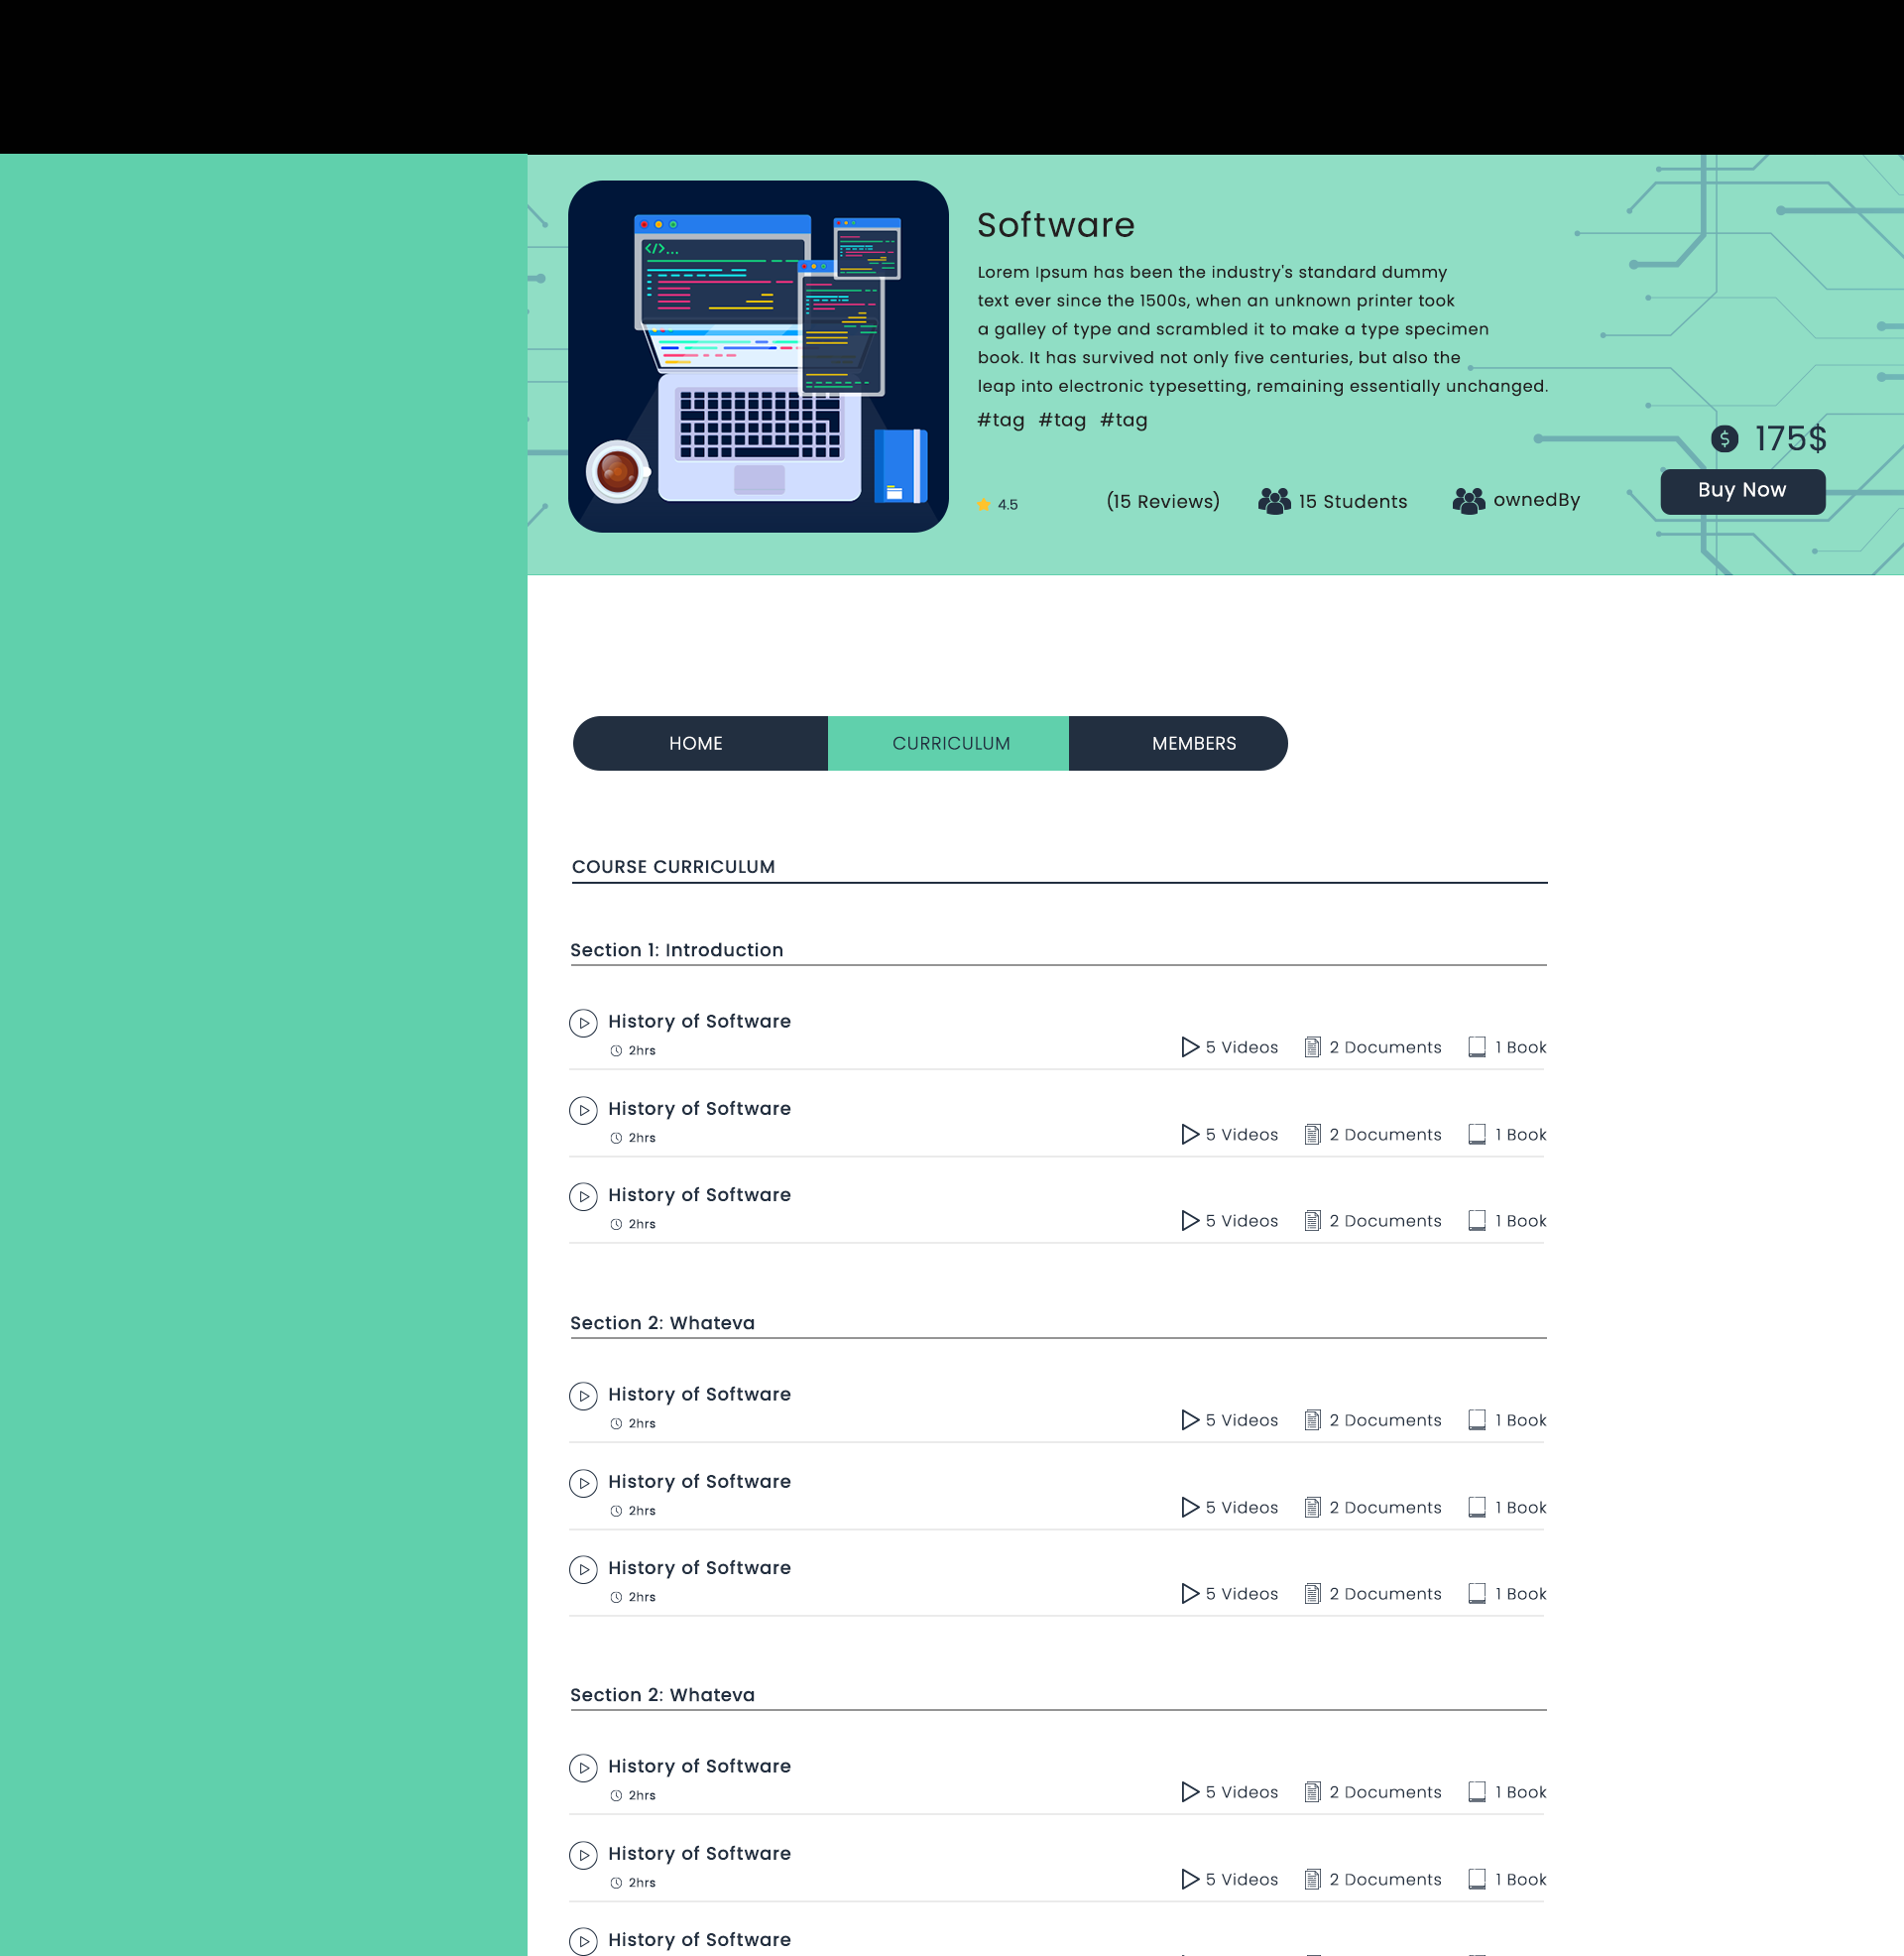 </>...
Software
Lorem Ipsum has been the industry's standard dummy
text ever since the 1500s, when an unknown printer took
a galley of type and scrambled it to make a type specimen
book. It has survived not only five centuries, but also the
leap into electronic typesetting, remaining essentially unchanged.
#tag #tag #tag
175$
4.5 (15 Reviews) 15 Students ownedBy
Buy Now
HOME CURRICULUM MEMBERS
COURSE CURRICULUM
Section 1: Introduction
History of Software
2hrs 5 Videos 2 Documents 1 Book
History of Software
2hrs 5 Videos 2 Documents 1 Book
History of Software
2hrs 5 Videos 2 Documents 1 Book
Section 2: Whateva
History of Software
2hrs 5 Videos 2 Documents 1 Book
History of Software
2hrs 5 Videos 2 Documents 1 Book
History of Software
2hrs 5 Videos 2 Documents 1 Book
Section 2: Whateva
History of Software
2hrs 5 Videos 2 Documents 1 Book
History of Software
2hrs 5 Videos 2 Documents 1 Book
History of Software